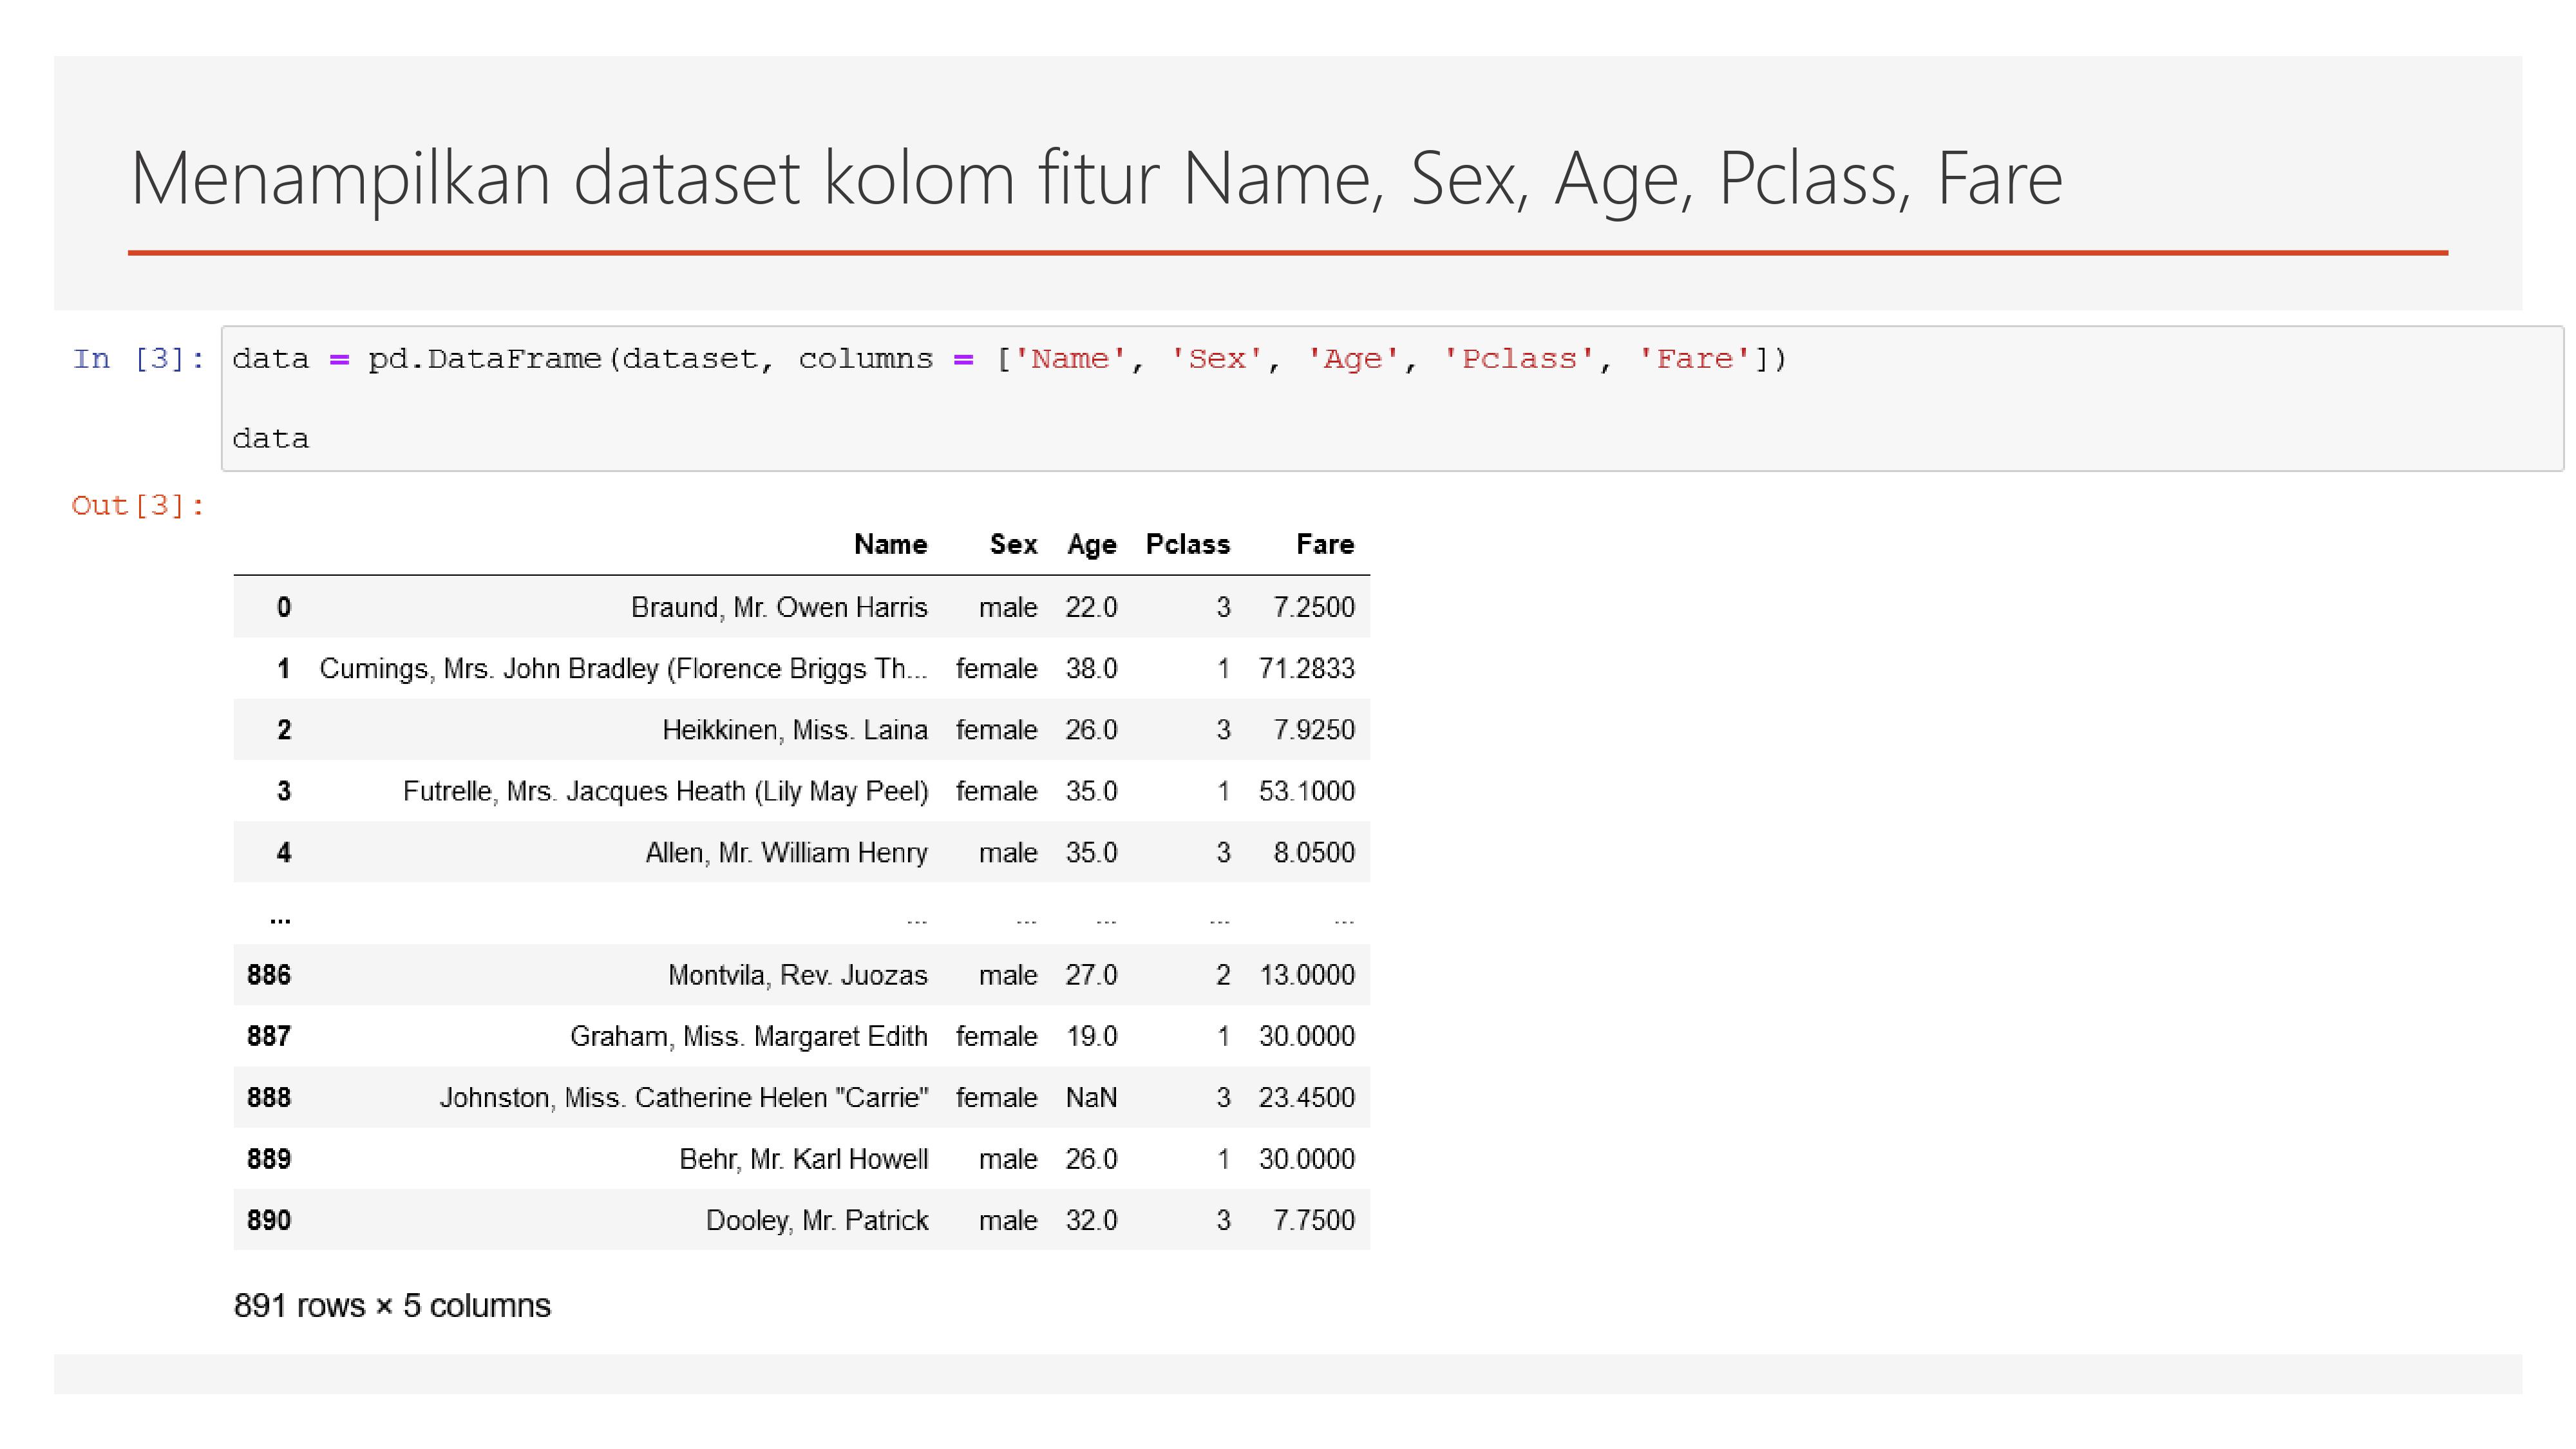 Menampilkan dataset kolom fitur Name, Sex, Age, Pclass, Fare
In [3]: data = pd.DataFrame(dataset, columns = ['Name', 'Sex', 'Age', 'Pclass', 'Fare'])
data
Out[3]:
Name Sex Age Pclass Fare
0 Braund, Mr. Owen Harris male 22.0 3 7.2500
1 Cumings, Mrs. John Bradley (Florence Briggs Th... female 38.0 1 71.2833
2 Heikkinen, Miss. Laina female 26.0 3 7.9250
3 Futrelle, Mrs. Jacques Heath (Lily May Peel) female 35.0 1 53.1000
4 Allen, Mr. William Henry male 35.0 3 8.0500
... ... ... ... ... ...
886 Montvila, Rev. Juozas male 27.0 2 13.0000
887 Graham, Miss. Margaret Edith female 19.0 1 30.0000
888 Johnston, Miss. Catherine Helen "Carrie" female NaN 3 23.4500
889 Behr, Mr. Karl Howell male 26.0 1 30.0000
890 Dooley, Mr. Patrick male 32.0 3 7.7500
891 rows × 5 columns